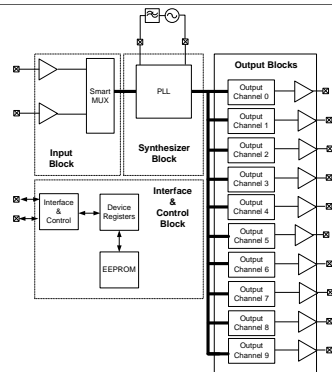 Output Blocks
Smart
MUX
PLL
Input
Block
Synthesizer
Block
Interface
&
Control
Block
Interface
&
Control
Device
Registers
EEPROM
Output
Channel 0
Output
Channel 1
Output
Channel 2
Output
Channel 3
Output
Channel 4
Output
Channel 5
Output
Channel 6
Output
Channel 7
Output
Channel 8
Output
Channel 9